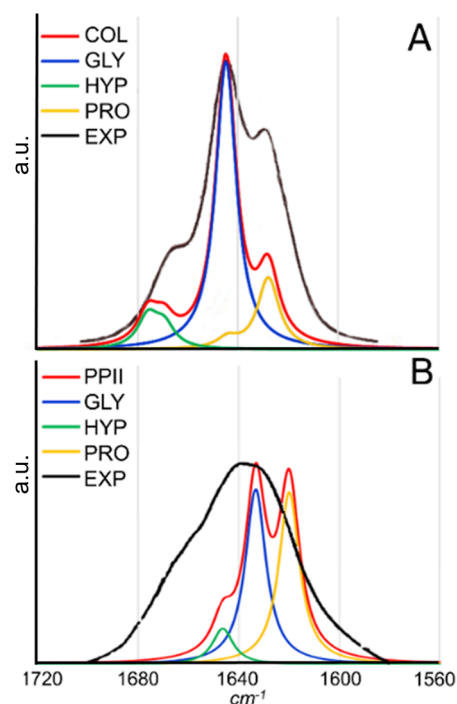 A
COL
GLY
HYP
PRO
EXP
a.u.
B
PPII
GLY
HYP
PRO
EXP
a.u.
1720 1680 1640 1600 1560
cm-1